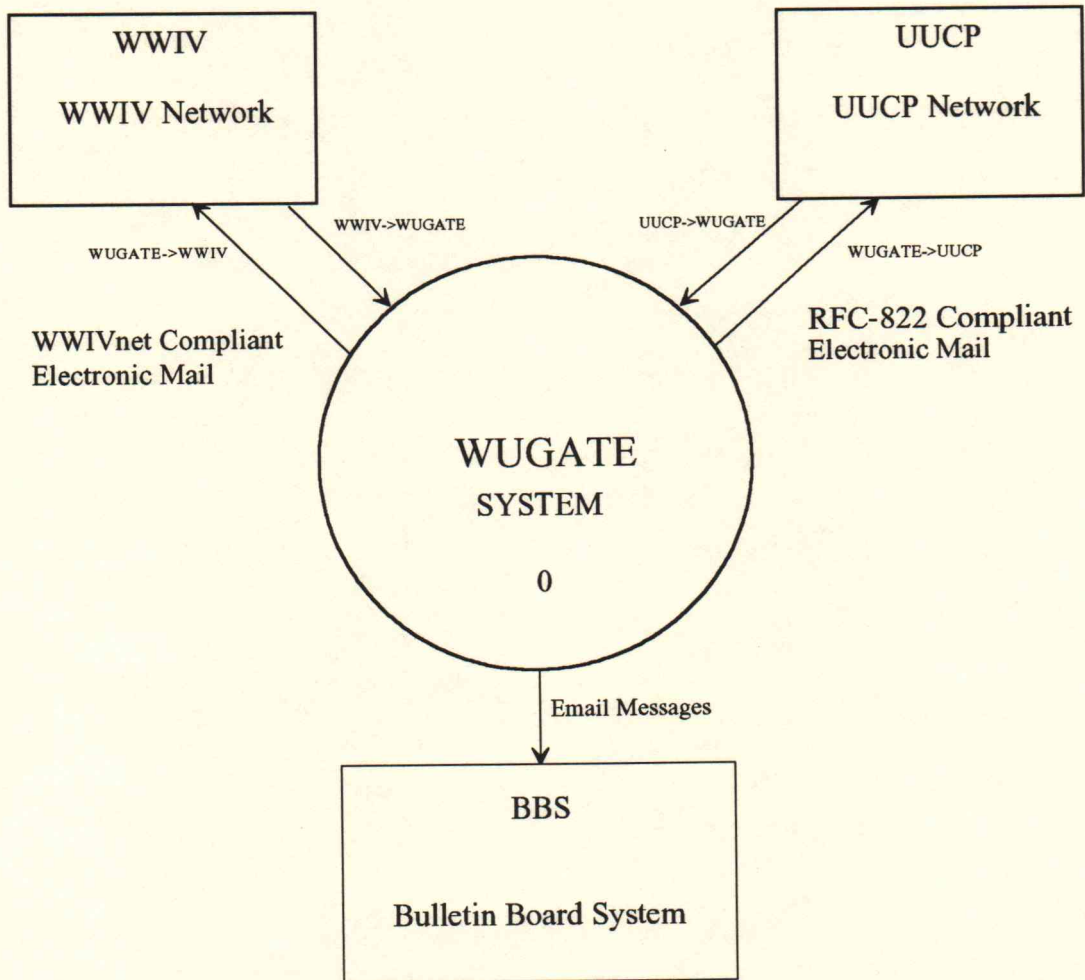 WWIV
WWIV Network
UUCP
UUCP Network
WWIV->WUGATE
UUCP->WUGATE
WUGATE->WWIV
WUGATE->UUCP
WWIVnet Compliant
Electronic Mail
RFC-822 Compliant
Electronic Mail
WUGATE
SYSTEM
0
Email Messages
BBS
Bulletin Board System